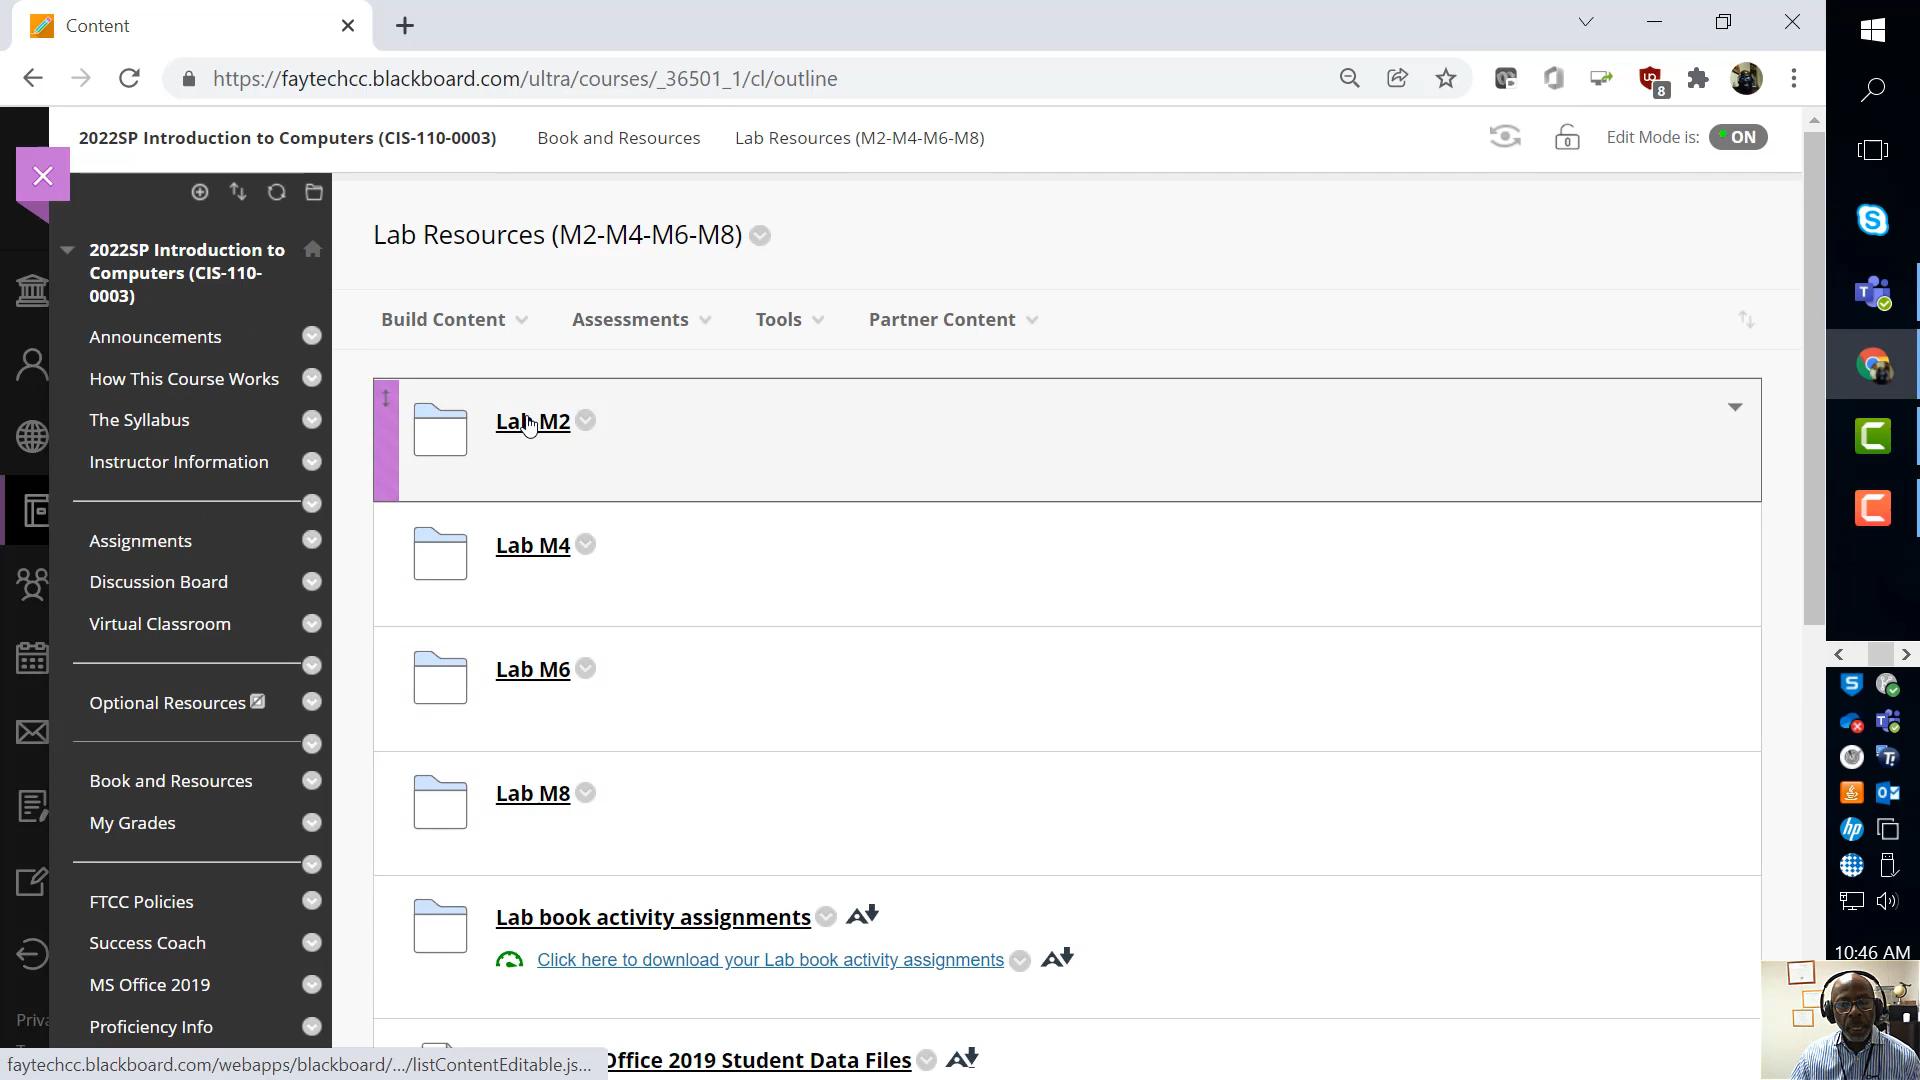 Content
https://faytechcc.blackboard.com/ultra/courses/_36501_1/cl/outline
8
2022SP Introduction to Computers (CIS-110-0003)
Book and Resources
Lab Resources (M2-M4-M6-M8)
Edit Mode is:
ON
2022SP Introduction to
Computers (CIS-110-
0003)
Announcements
How This Course Works
The Syllabus
Instructor Information
Assignments
Discussion Board
Virtual Classroom
Optional Resources
Book and Resources
My Grades
FTCC Policies
Success Coach
MS Office 2019
Proficiency Info
Priva
Lab Resources (M2-M4-M6-M8)
Build Content
Assessments
Tools
Partner Content
Lab M2
Lab M4
Lab M6
Lab M8
Lab book activity assignments
Click here to download your Lab book activity assignments
Office 2019 Student Data Files
faytechcc.blackboard.com/webapps/blackboard/.../listContentEditable.js...
10:46 AM